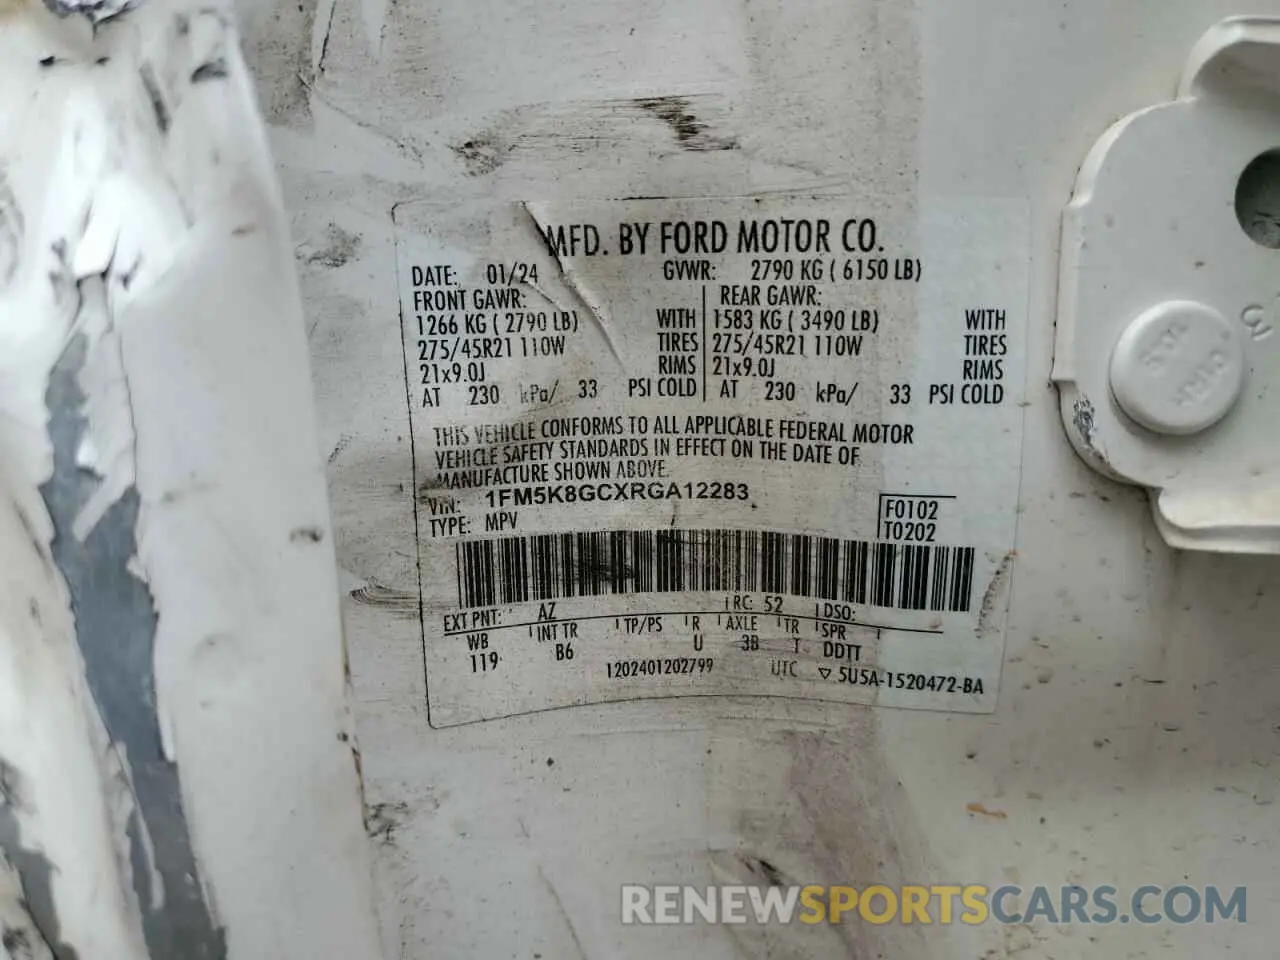 MFD. BY FORD MOTOR CO.
DATE: 01/24 GVWR: 2790 KG ( 6150 LB)
FRONT GAWR: REAR GAWR:
1266 KG ( 2790 LB) WITH 1583 KG ( 3490 LB) WITH
275/45R21 110W TIRES 275/45R21 110W TIRES
21x9.0J RIMS 21x9.0J RIMS
AT 230 kPa/ 33 PSI COLD AT 230 kPa/ 33 PSI COLD
THIS VEHICLE CONFORMS TO ALL APPLICABLE FEDERAL MOTOR
VEHICLE SAFETY STANDARDS IN EFFECT ON THE DATE OF
MANUFACTURE SHOWN ABOVE.
VIN: 1FM5K8GCXRGA12283
TYPE: MPV
F0102
T0202
EXT PNT: AZ RC: 52 DSO:
WB INT TR TP/PS R AXLE TR SPR
119 B6 U 3B T DDTT
1202401202799 UTC ▽ 5U5A-1520472-BA
RENEWSPORTSCARS.COM